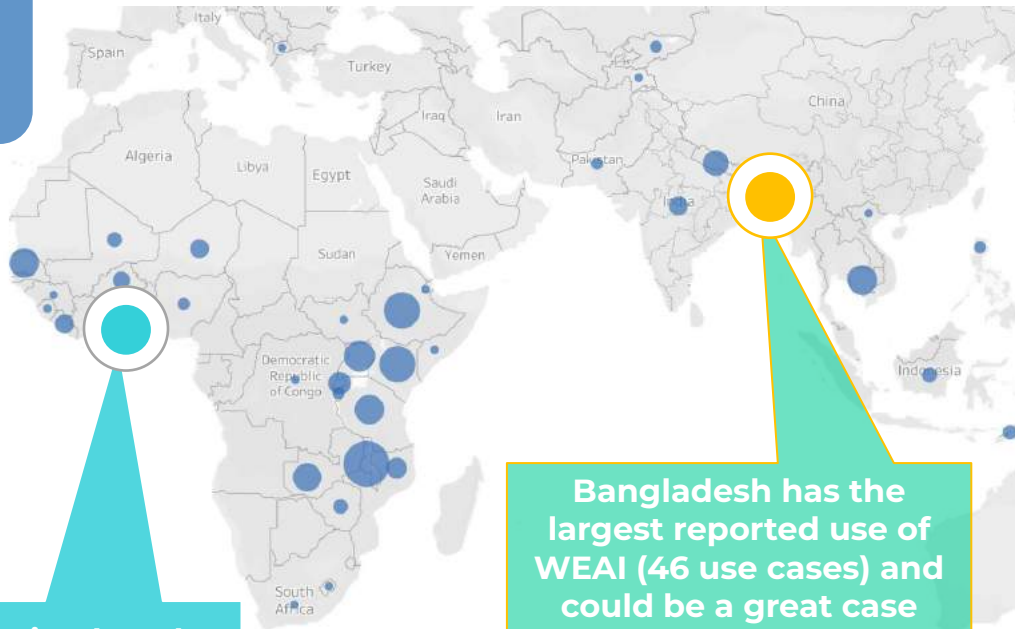 Italy
Spain
Turkey
China
Iraq
Iran
Algeria
Libya
Egypt
Pakistan
Saudi
Arabia
India
Sudan
Yemen
Democratic
Republic
of Congo
Indonesia
South
Africa
Bangladesh has the
largest reported use of
WEAI (46 use cases) and
could be a great case